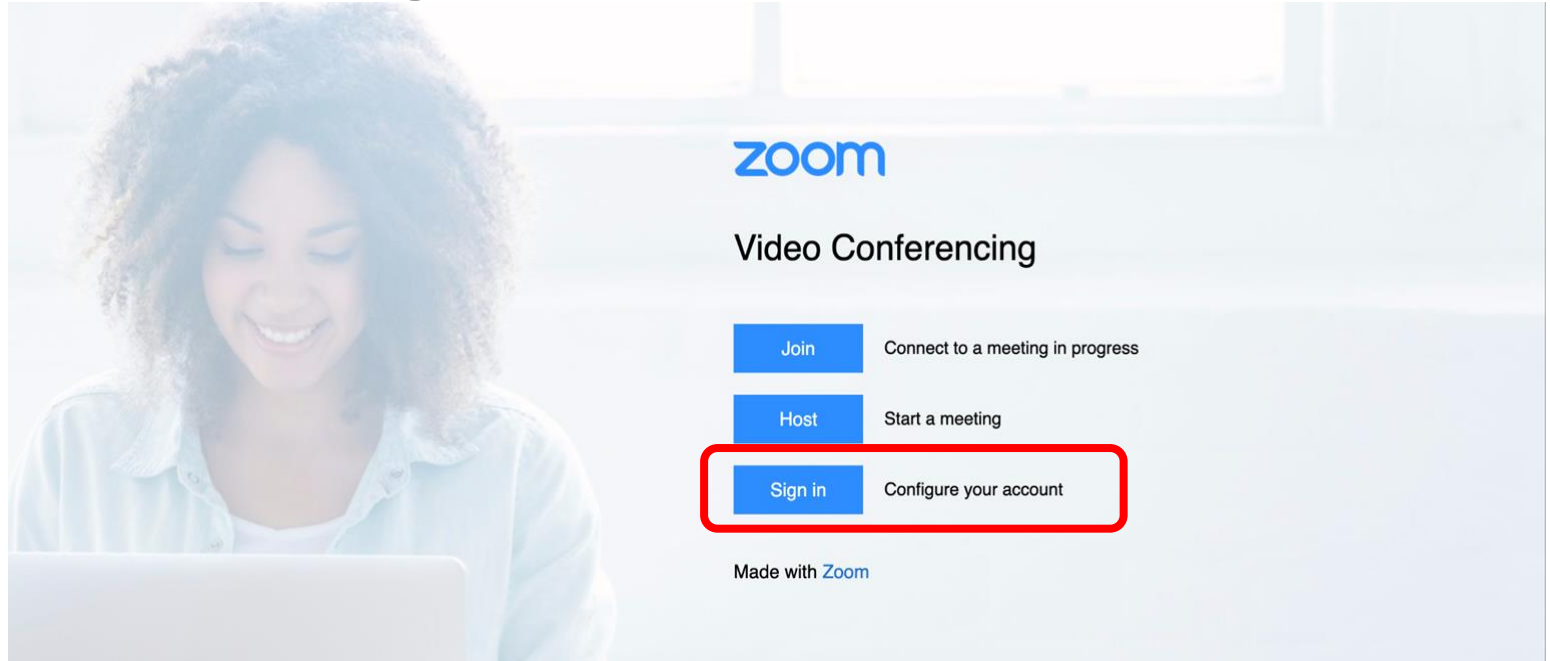 zoom
Video Conferencing
Join Connect to a meeting in progress
Host Start a meeting
Sign in Configure your account
Made with Zoom